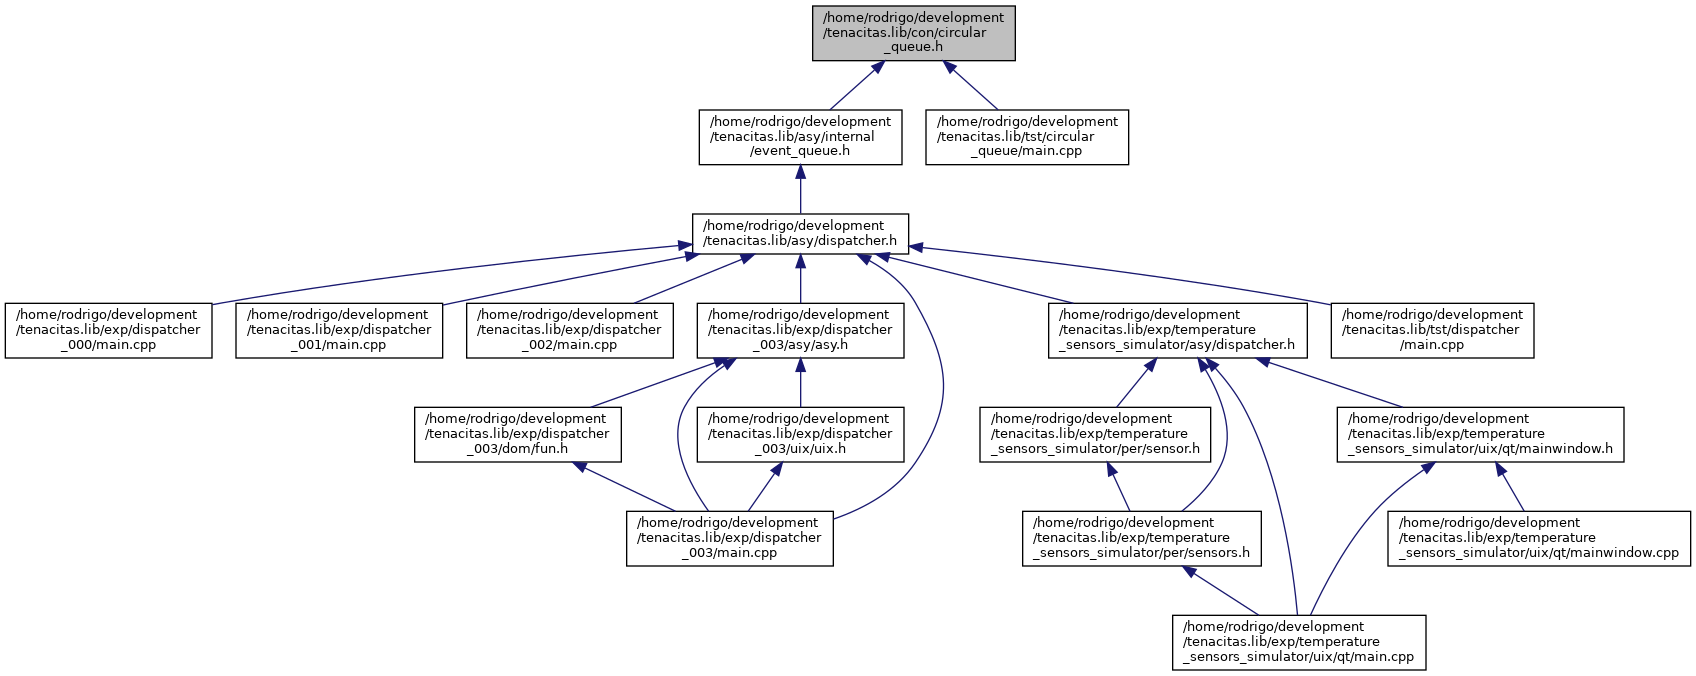 /home/rodrigo/development
/tenacitas.lib/con/circular
_queue.h
/home/rodrigo/development
/tenacitas.lib/asy/internal
/event_queue.h
/home/rodrigo/development
/tenacitas.lib/tst/circular
_queue/main.cpp
/home/rodrigo/development
/tenacitas.lib/asy/dispatcher.h
/home/rodrigo/development
/tenacitas.lib/exp/dispatcher
_000/main.cpp
/home/rodrigo/development
/tenacitas.lib/exp/dispatcher
_001/main.cpp
/home/rodrigo/development
/tenacitas.lib/exp/dispatcher
_002/main.cpp
/home/rodrigo/development
/tenacitas.lib/exp/dispatcher
_003/asy/asy.h
/home/rodrigo/development
/tenacitas.lib/exp/temperature
_sensors_simulator/asy/dispatcher.h
/home/rodrigo/development
/tenacitas.lib/tst/dispatcher
/main.cpp
/home/rodrigo/development
/tenacitas.lib/exp/dispatcher
_003/dom/fun.h
/home/rodrigo/development
/tenacitas.lib/exp/dispatcher
_003/uix/uix.h
/home/rodrigo/development
/tenacitas.lib/exp/temperature
_sensors_simulator/per/sensor.h
/home/rodrigo/development
/tenacitas.lib/exp/temperature
_sensors_simulator/uix/qt/mainwindow.h
/home/rodrigo/development
/tenacitas.lib/exp/dispatcher
_003/main.cpp
/home/rodrigo/development
/tenacitas.lib/exp/temperature
_sensors_simulator/per/sensors.h
/home/rodrigo/development
/tenacitas.lib/exp/temperature
_sensors_simulator/uix/qt/mainwindow.cpp
/home/rodrigo/development
/tenacitas.lib/exp/temperature
_sensors_simulator/uix/qt/main.cpp